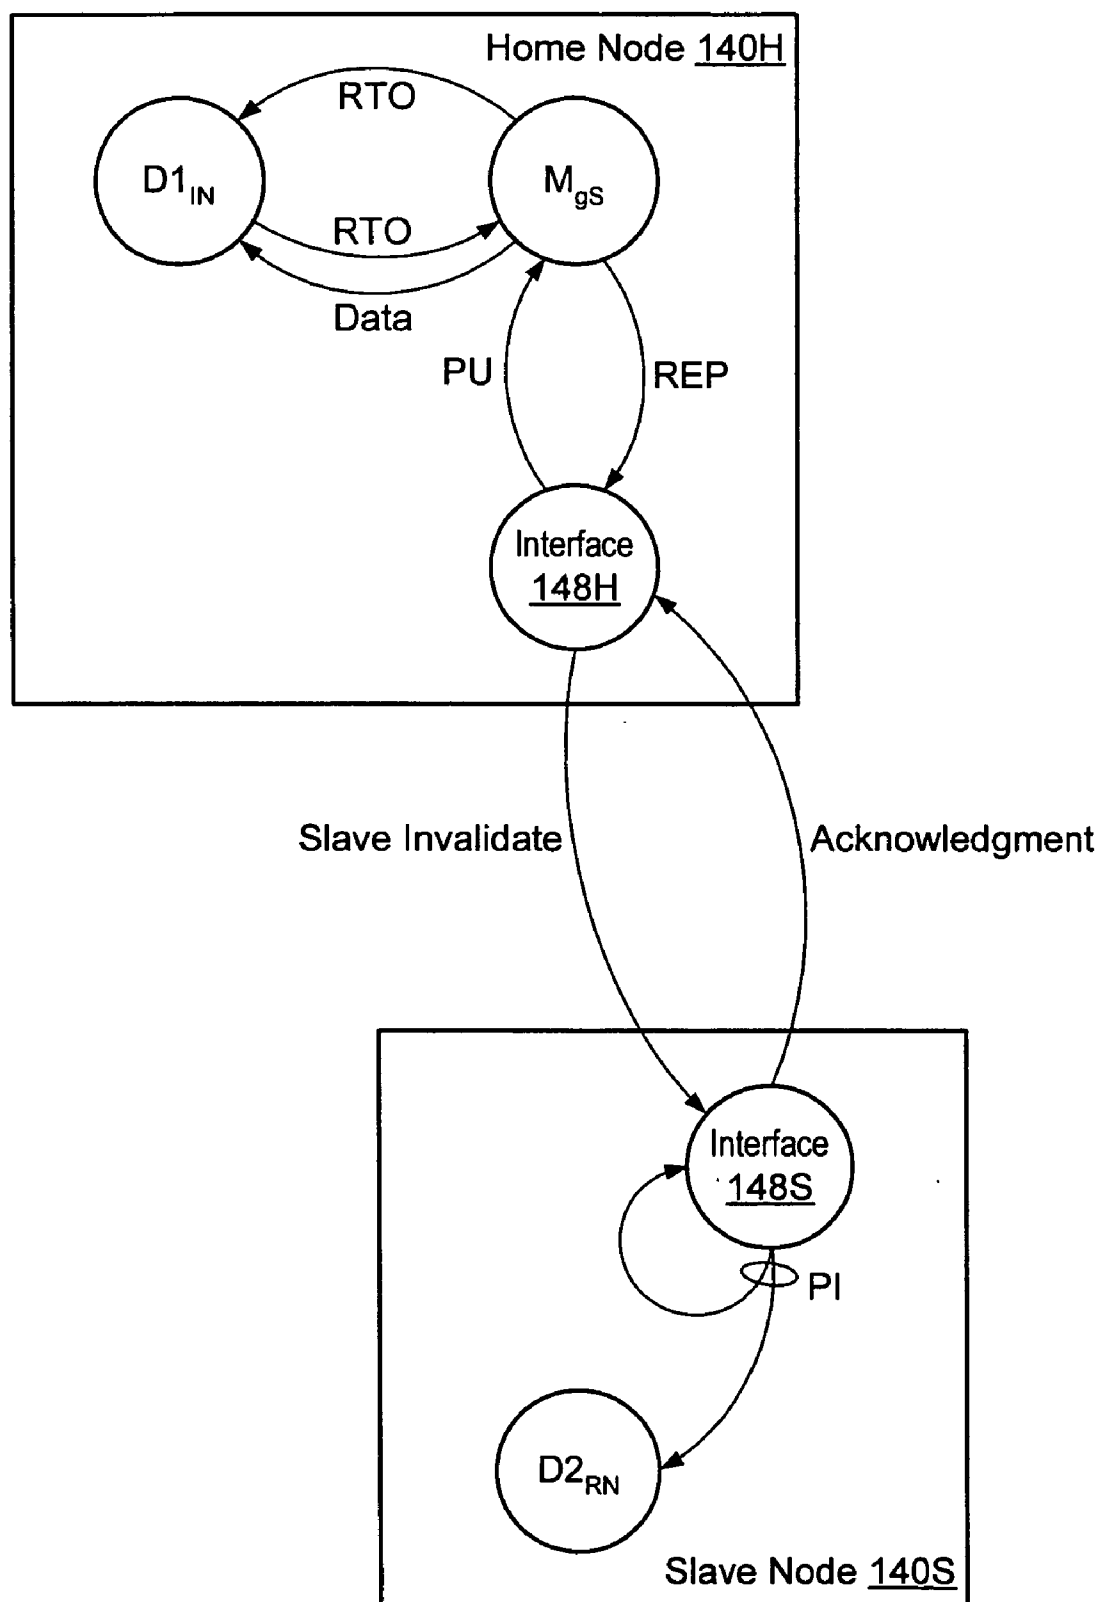 Home Node 140H
RTO
D1IN
MgS
RTO
Data
PU
REP
Interface
148H
Slave Invalidate
Acknowledgment
Interface
148S
PI
D2RN
Slave Node 140S